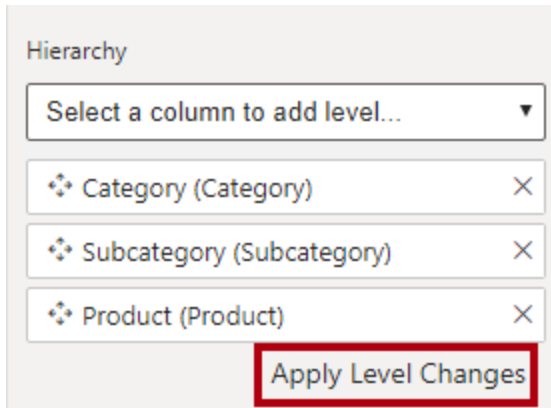 Hierarchy
Select a column to add level...
Category (Category)
Subcategory (Subcategory)
Product (Product)
Apply Level Changes